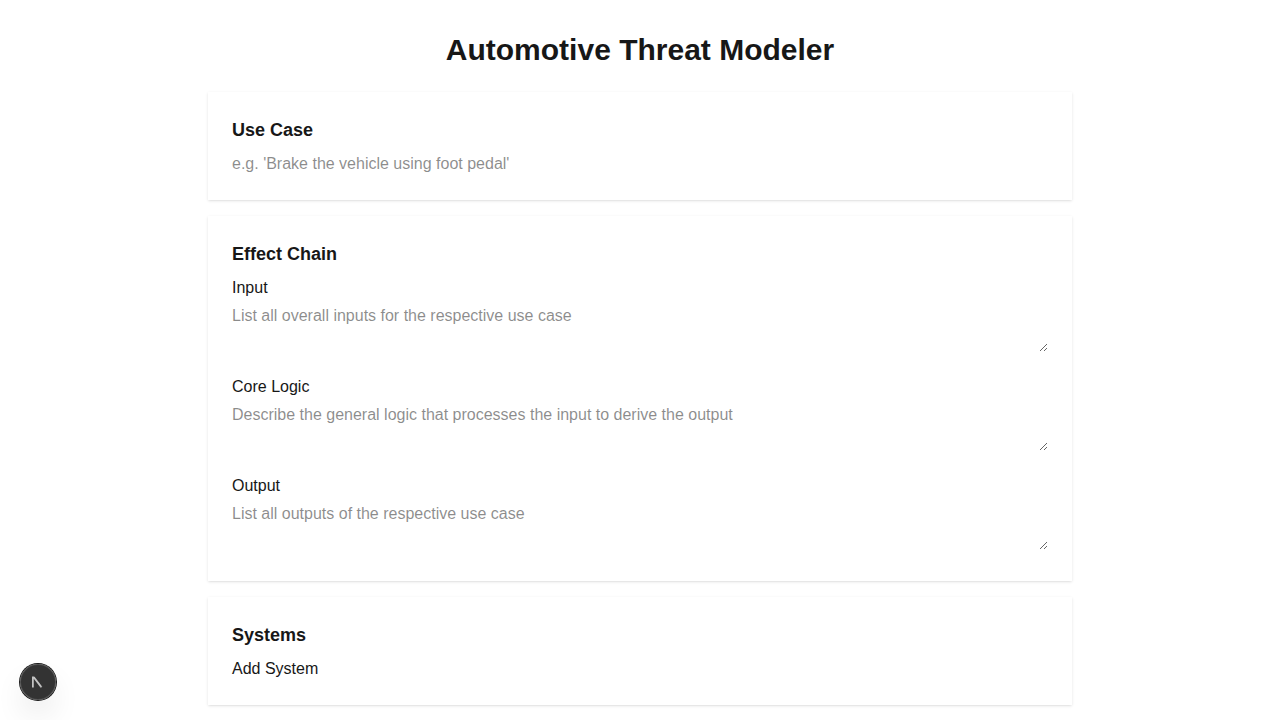 Automotive Threat Modeler
Use Case
e.g. 'Brake the vehicle using foot pedal'
Effect Chain
Input
List all overall inputs for the respective use case
Core Logic
Describe the general logic that processes the input to derive the output
Output
List all outputs of the respective use case
Systems
Add System